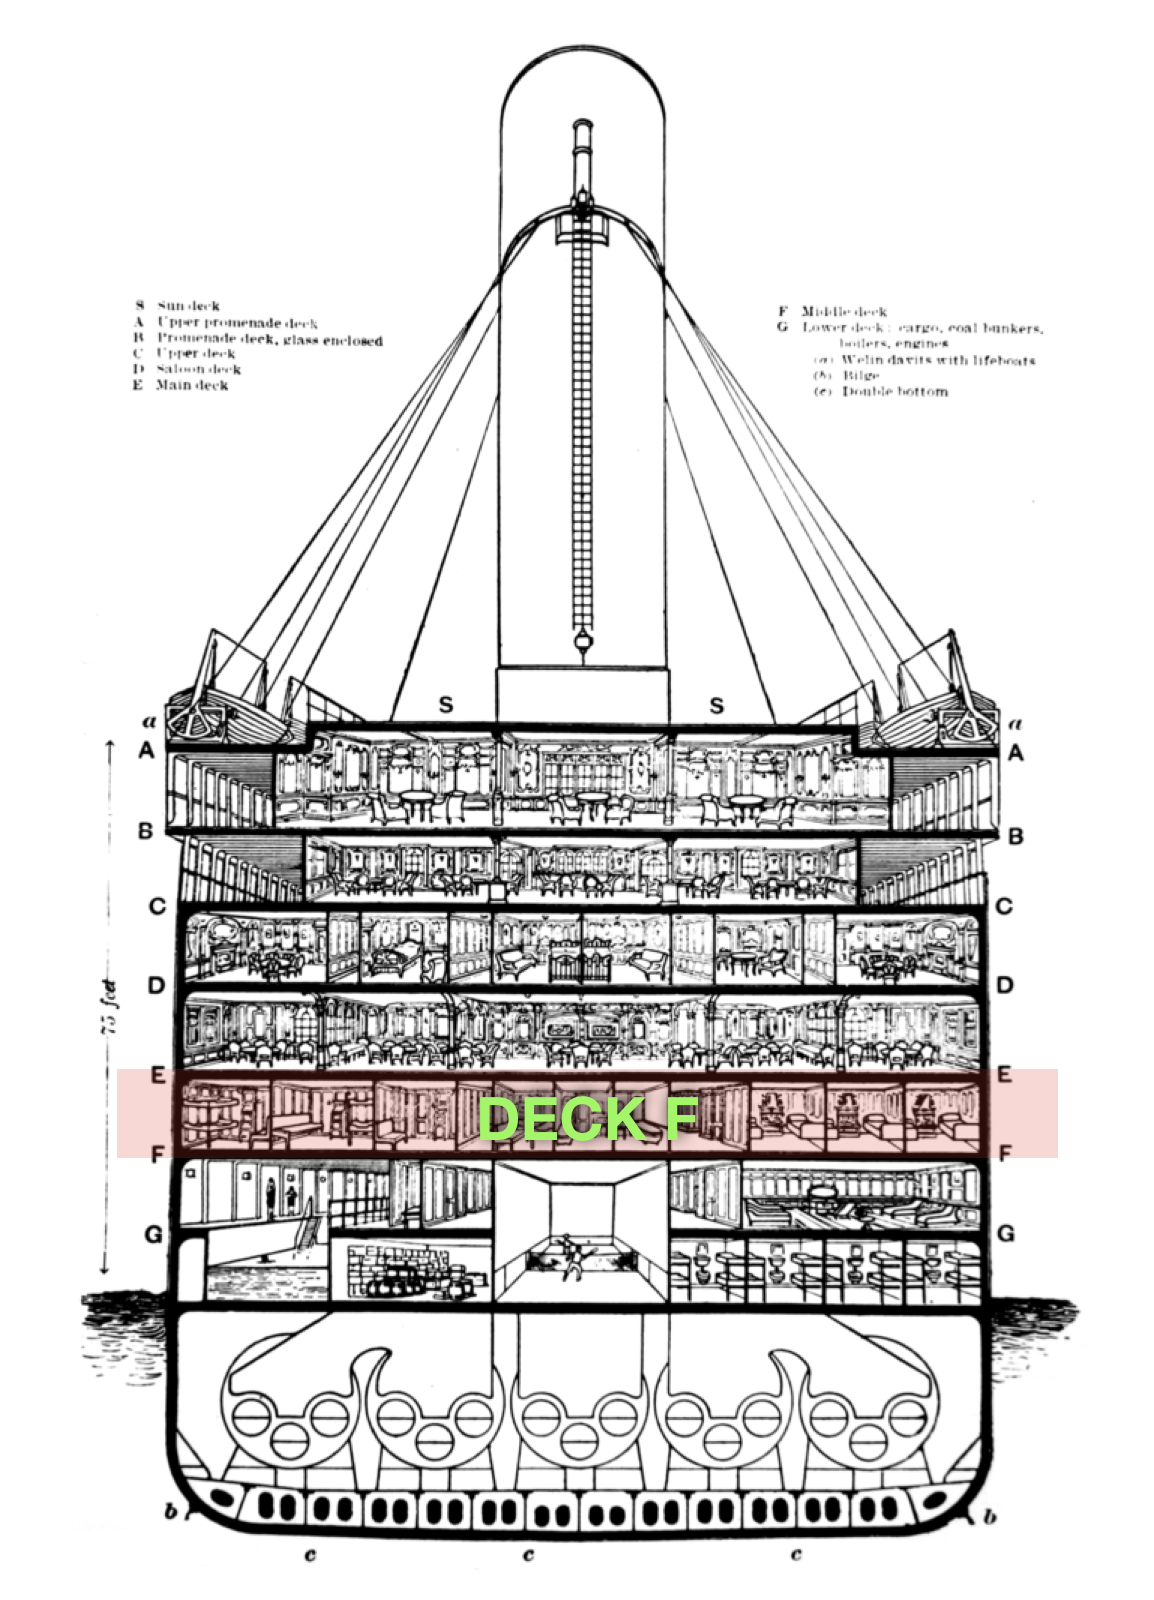 S Sun deck
A Upper promenade deck
B Promenade deck, glass enclosed
C Upper deck
D Saloon deck
E Main deck
F Middle deck
G Lower deck: cargo, coal bunkers,
boilers, engines
(a) Welin davits with lifeboats
(b) Bilge
(c) Double bottom
S S
a a
A A
B B
C C
D D
75 feet
E E
DECK F
F F
G G
b b
c c c